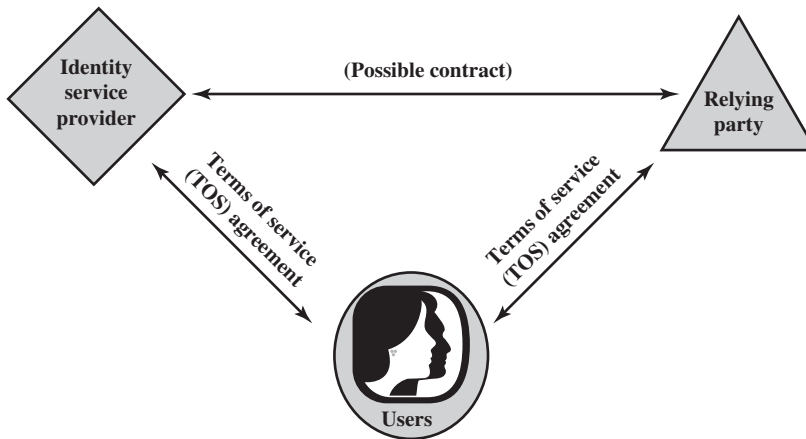 Identity
service
provider
(Possible contract)
Relying
party
Terms of service
(TOS) agreement
Terms of service
(TOS) agreement
Users